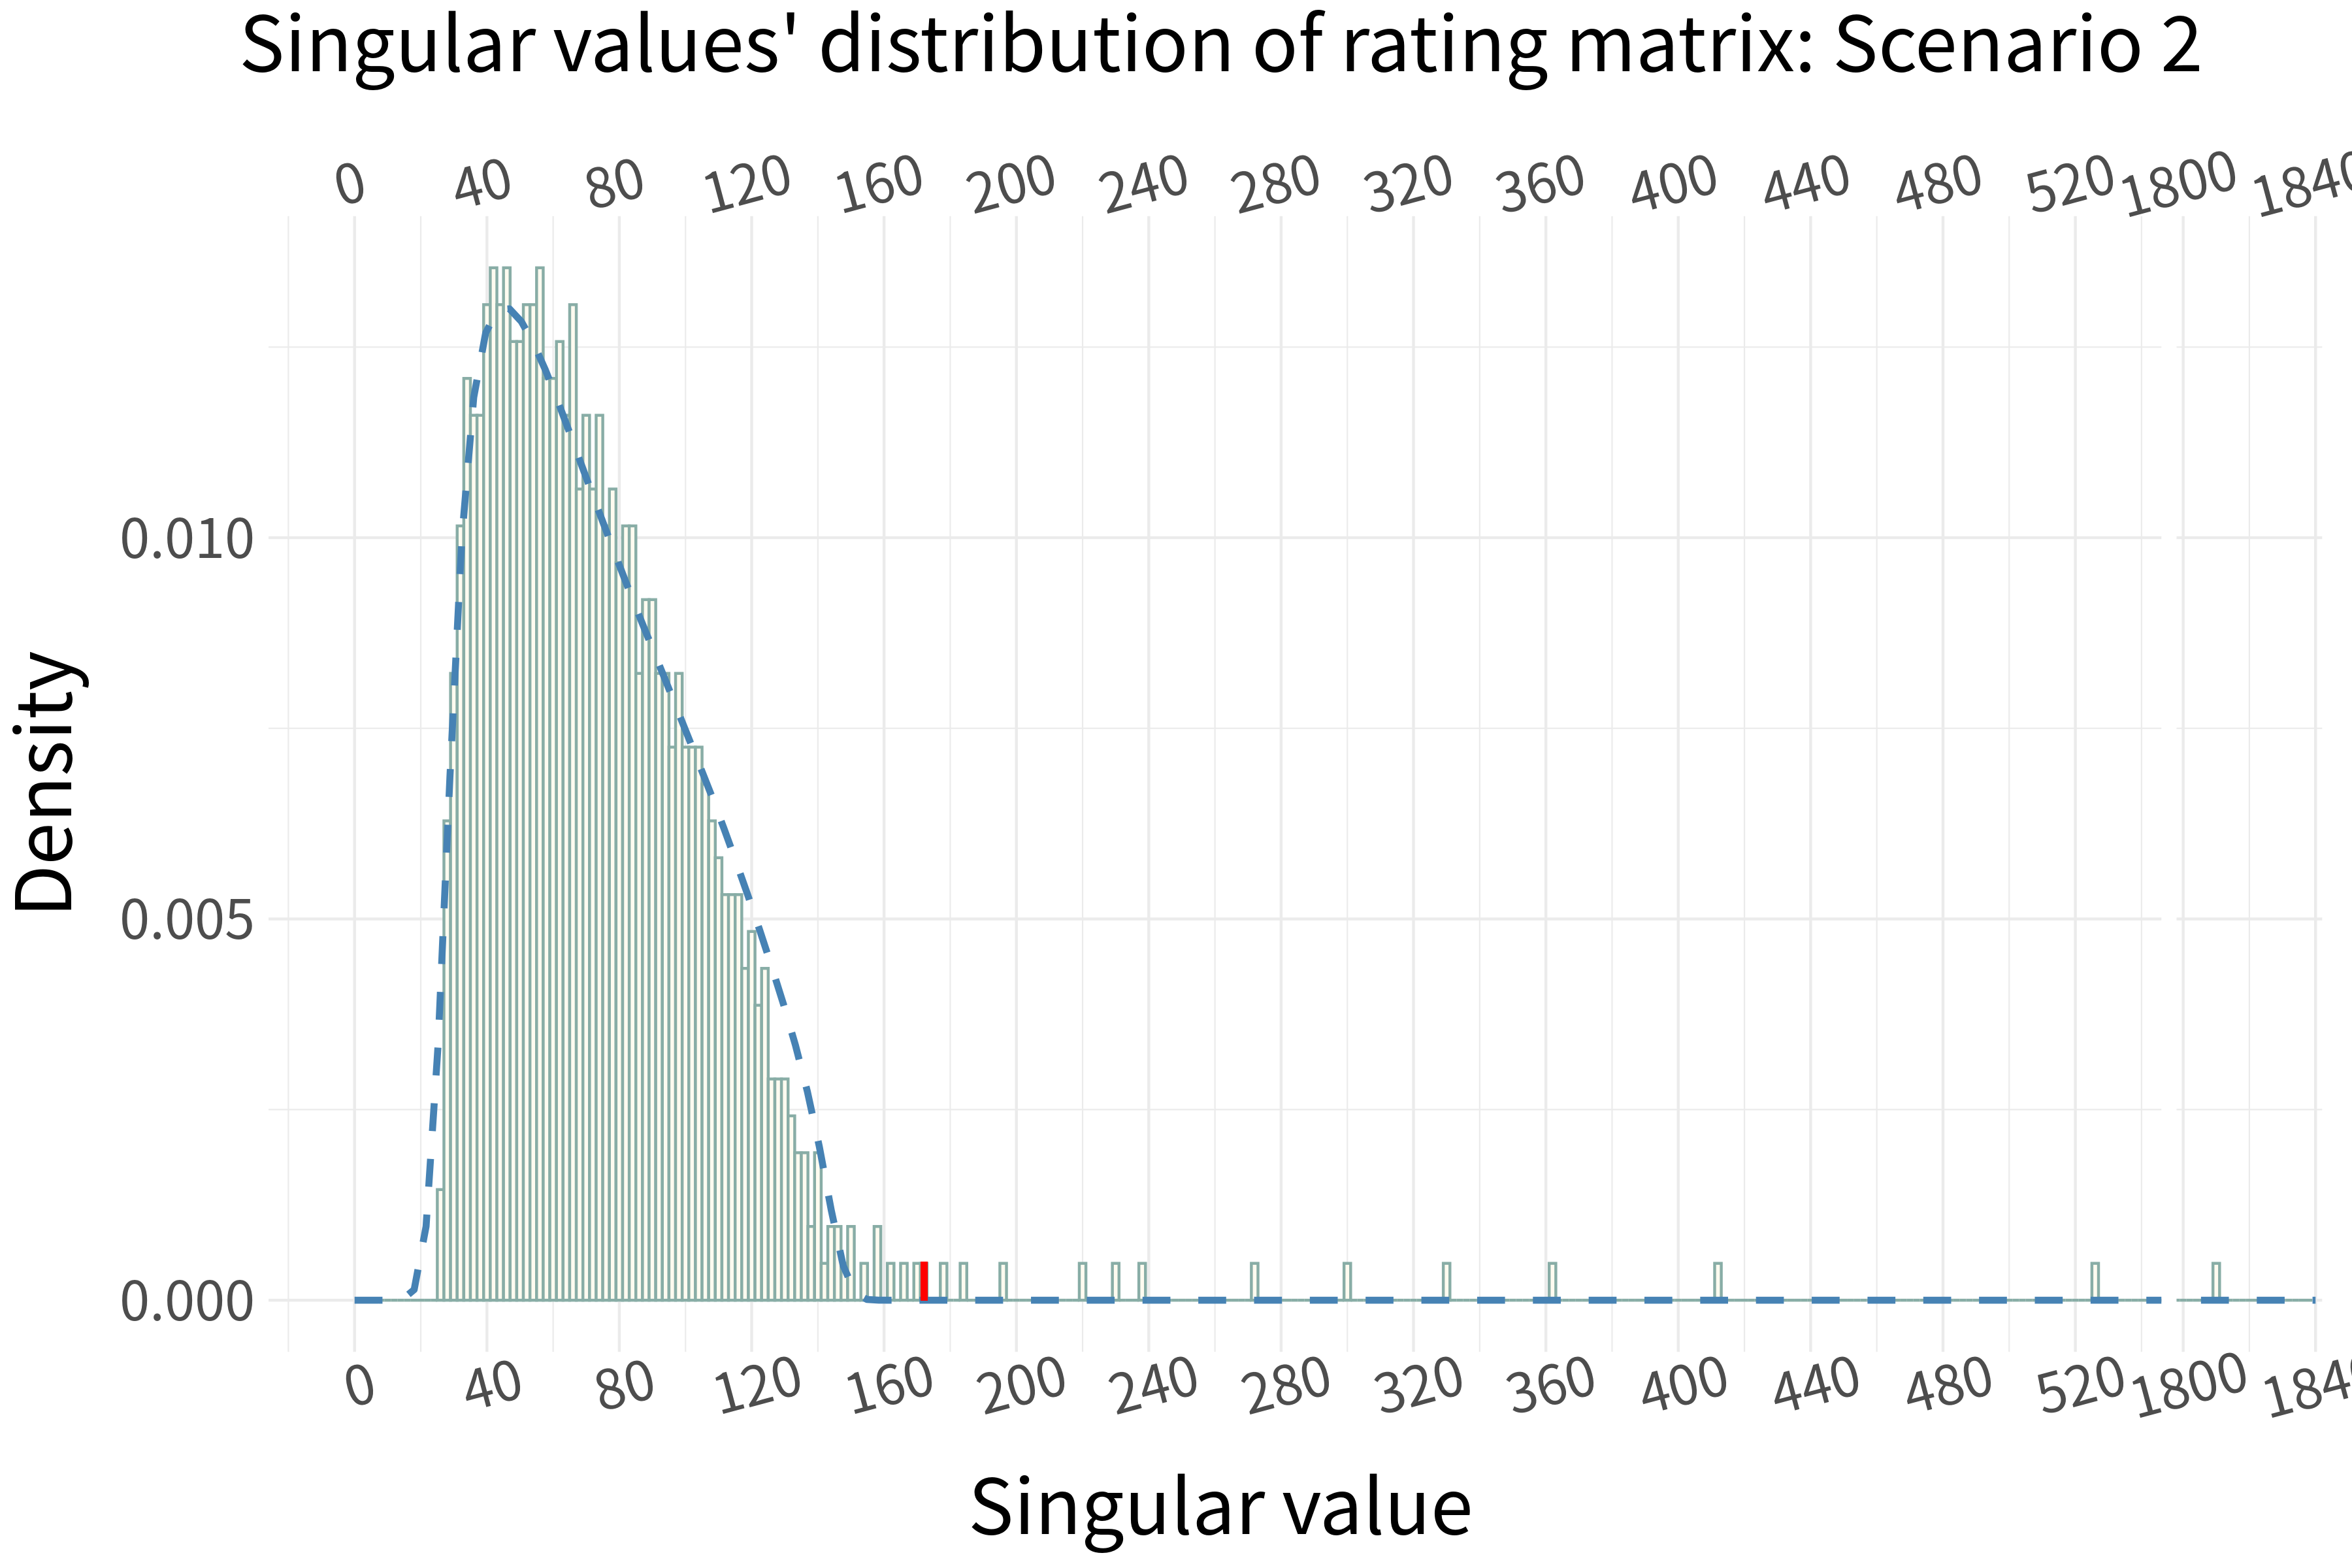 Singular values' distribution of rating matrix: Scenario 2
0 40 80 120 160 200 240 280 320 360 400 440 480 520 1800 1840
0.010
0.005
0.000
Density
0 40 80 120 160 200 240 280 320 360 400 440 480 520 1800 1840
Singular value